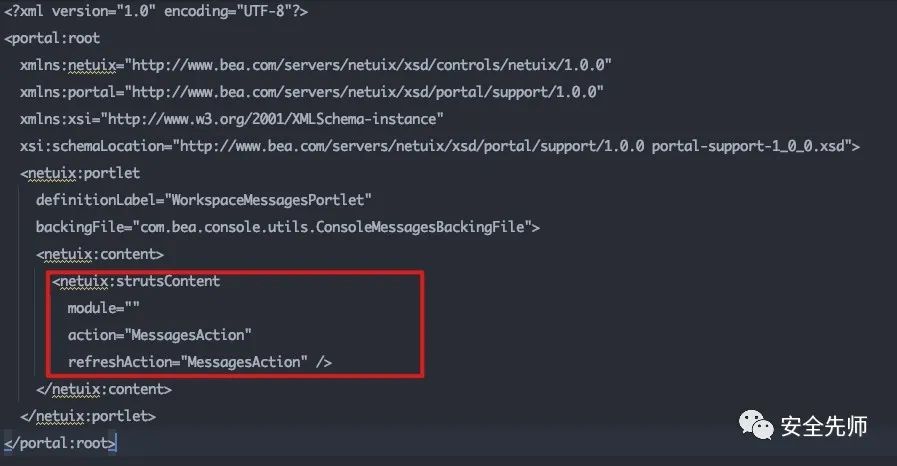 <?xml version="1.0" encoding="UTF-8"?>
<portal:root
xmlns:netuix="http://www.bea.com/servers/netuix/xsd/controls/netuix/1.0.0"
xmlns:portal="http://www.bea.com/servers/netuix/xsd/portal/support/1.0.0"
xmlns:xsi="http://www.w3.org/2001/XMLSchema-instance"
xsi:schemaLocation="http://www.bea.com/servers/netuix/xsd/portal/support/1.0.0 portal-support-1_0_0.xsd">
<netuix:portlet
definitionLabel="WorkspaceMessagesPortlet"
backingFile="com.bea.console.utils.ConsoleMessagesBackingFile">
<netuix:content>
<netuix:strutsContent
module=""
action="MessagesAction"
refreshAction="MessagesAction" />
</netuix:content>
</netuix:portlet>
</portal:root>
安全先师